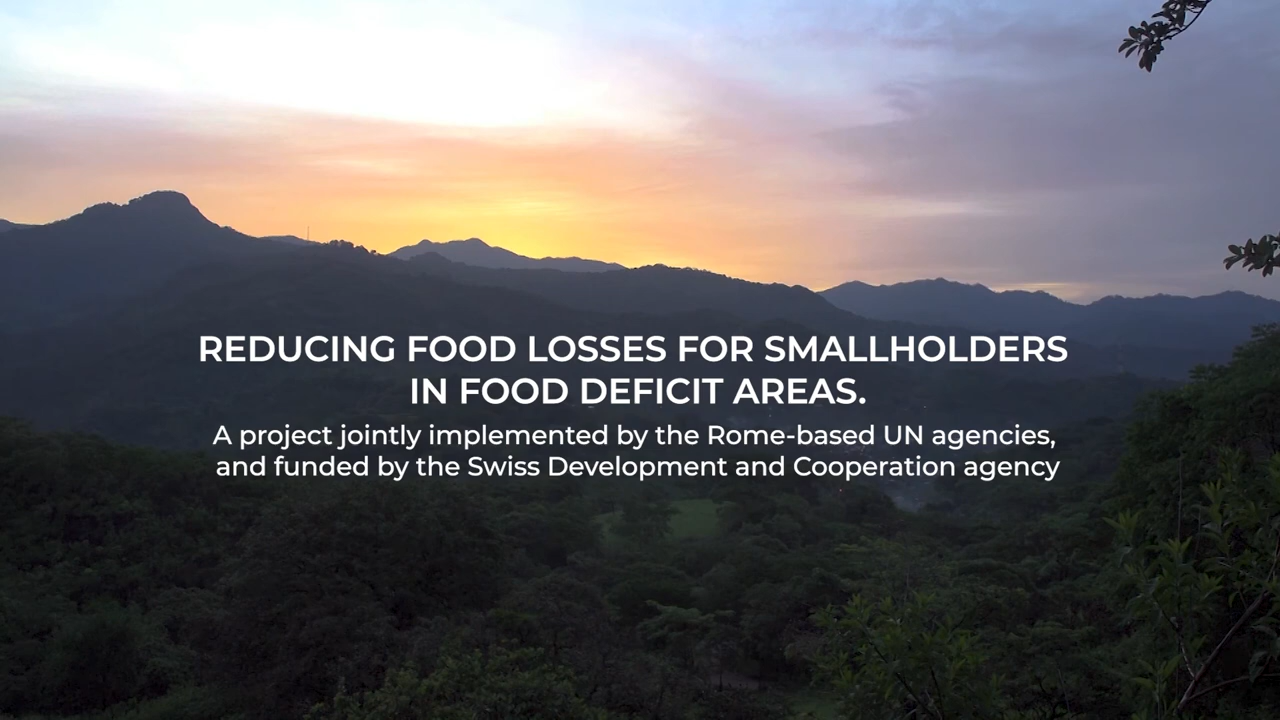 REDUCING FOOD LOSSES FOR SMALLHOLDERS
IN FOOD DEFICIT AREAS.
A project jointly implemented by the Rome-based UN agencies,
and funded by the Swiss Development and Cooperation agency